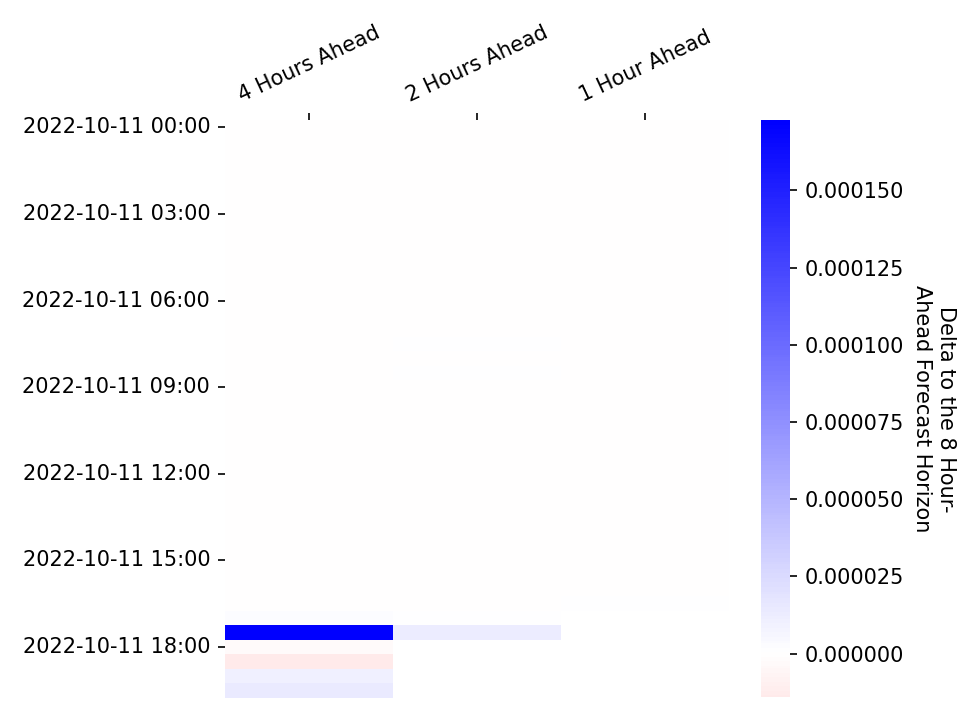 4 Hours Ahead
2 Hours Ahead
1 Hour Ahead
2022-10-11 00:00
2022-10-11 03:00
2022-10-11 06:00
2022-10-11 09:00
2022-10-11 12:00
2022-10-11 15:00
2022-10-11 18:00
0.000150
0.000125
0.000100
0.000075
0.000050
0.000025
0.000000
Delta to the 8 Hour-
Ahead Forecast Horizon